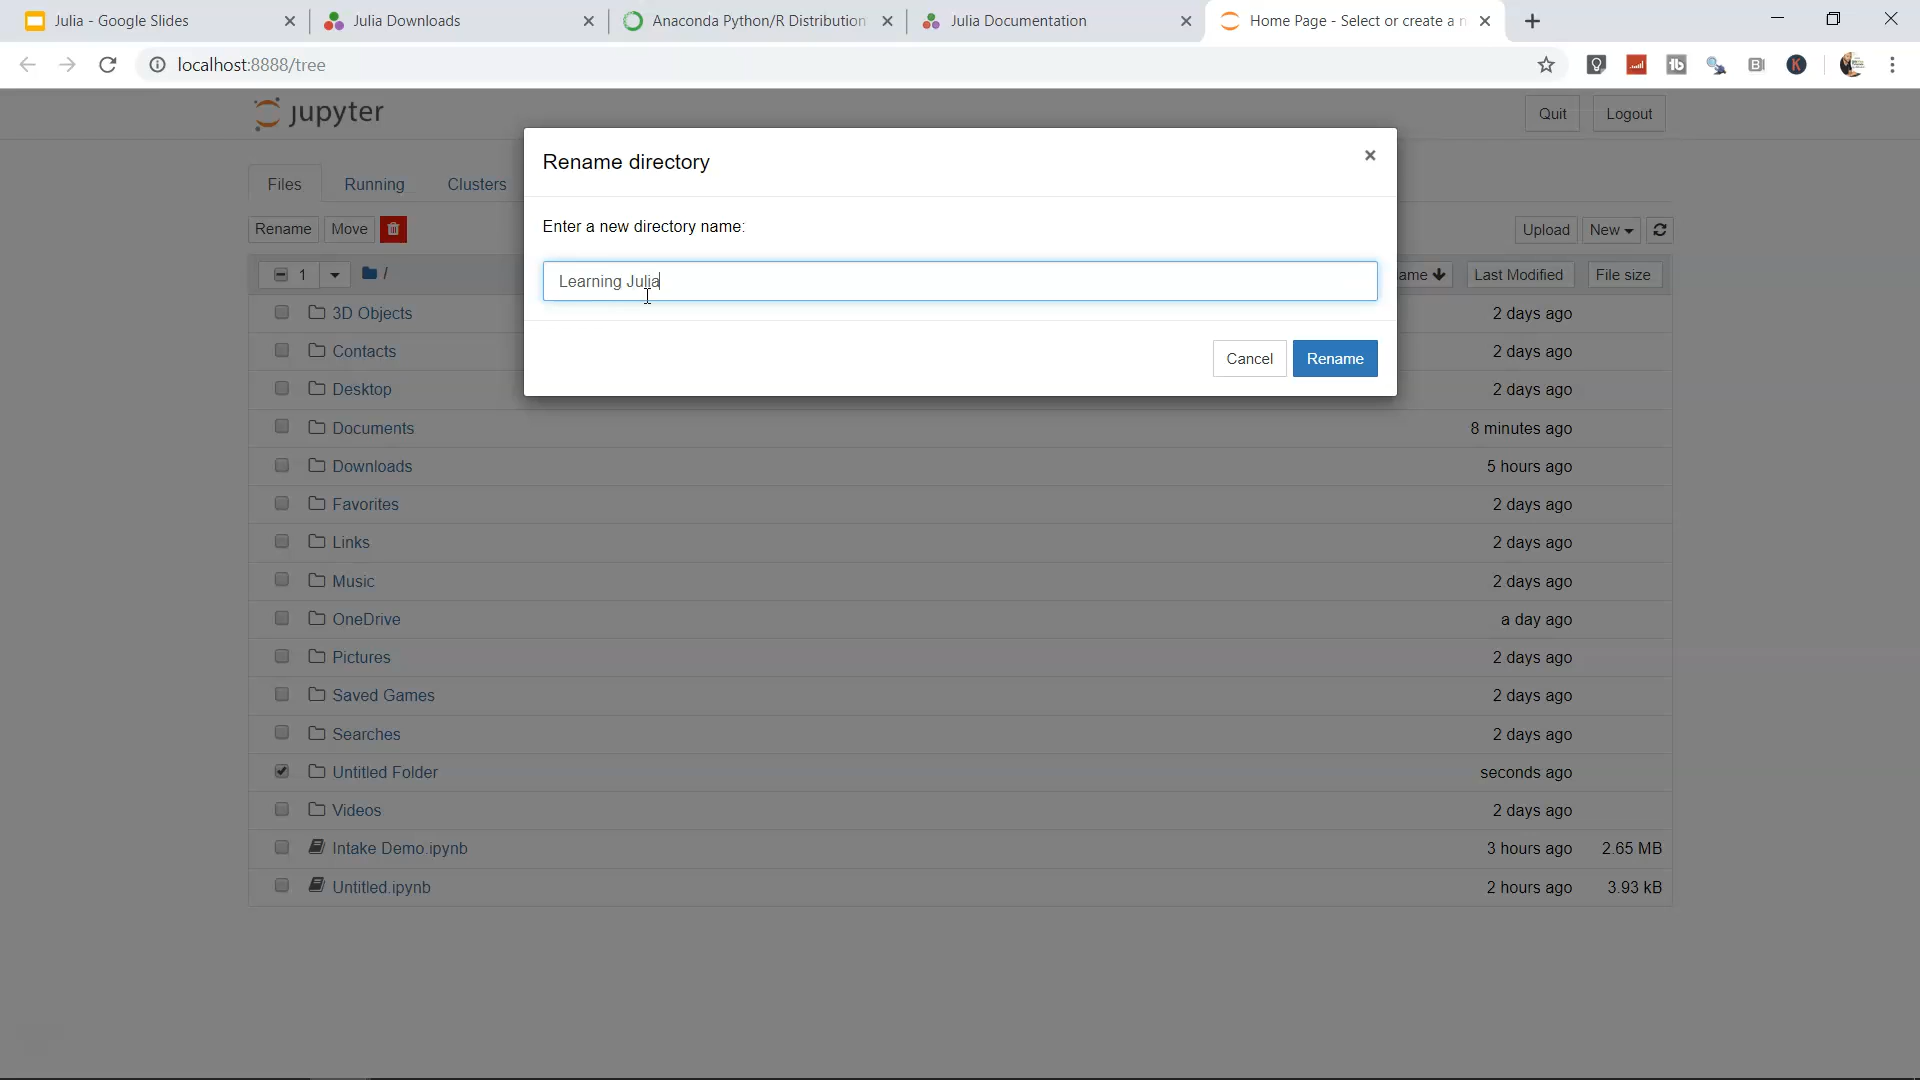 Julia - Google Slides
Julia Downloads
Anaconda Python/R Distribution
Julia Documentation
Home Page - Select or create a n
localhost:8888/tree
jupyter
Quit
Logout
Rename directory
Files
Running
Clusters
Enter a new directory name:
Rename
Move
Upload
New
1
/
Learning Julia
ame
Last Modified
File size
3D Objects
2 days ago
Contacts
2 days ago
Cancel
Rename
Desktop
2 days ago
Documents
8 minutes ago
Downloads
5 hours ago
Favorites
2 days ago
Links
2 days ago
Music
2 days ago
OneDrive
a day ago
Pictures
2 days ago
Saved Games
2 days ago
Searches
2 days ago
Untitled Folder
seconds ago
Videos
2 days ago
Intake Demo.ipynb
3 hours ago
2.65 MB
Untitled.ipynb
2 hours ago
3.93 kB